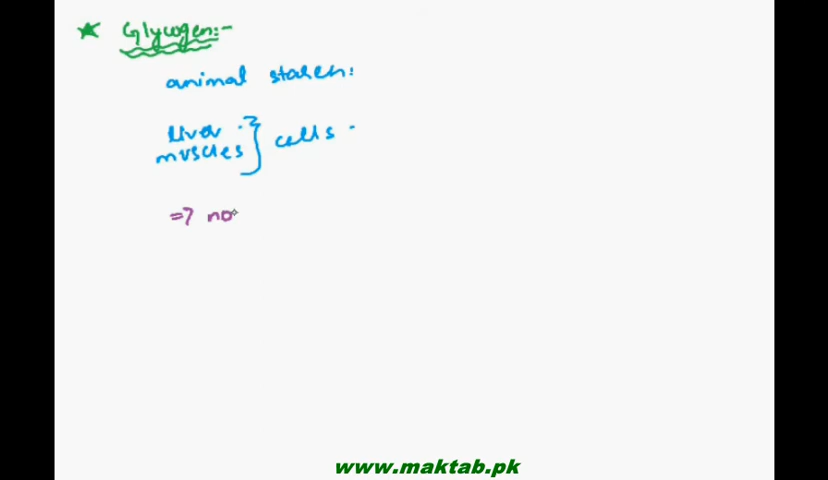 ★ Glycogen:-
animal starch:
Liver
muscles } cells.
=> no
www.maktab.pk